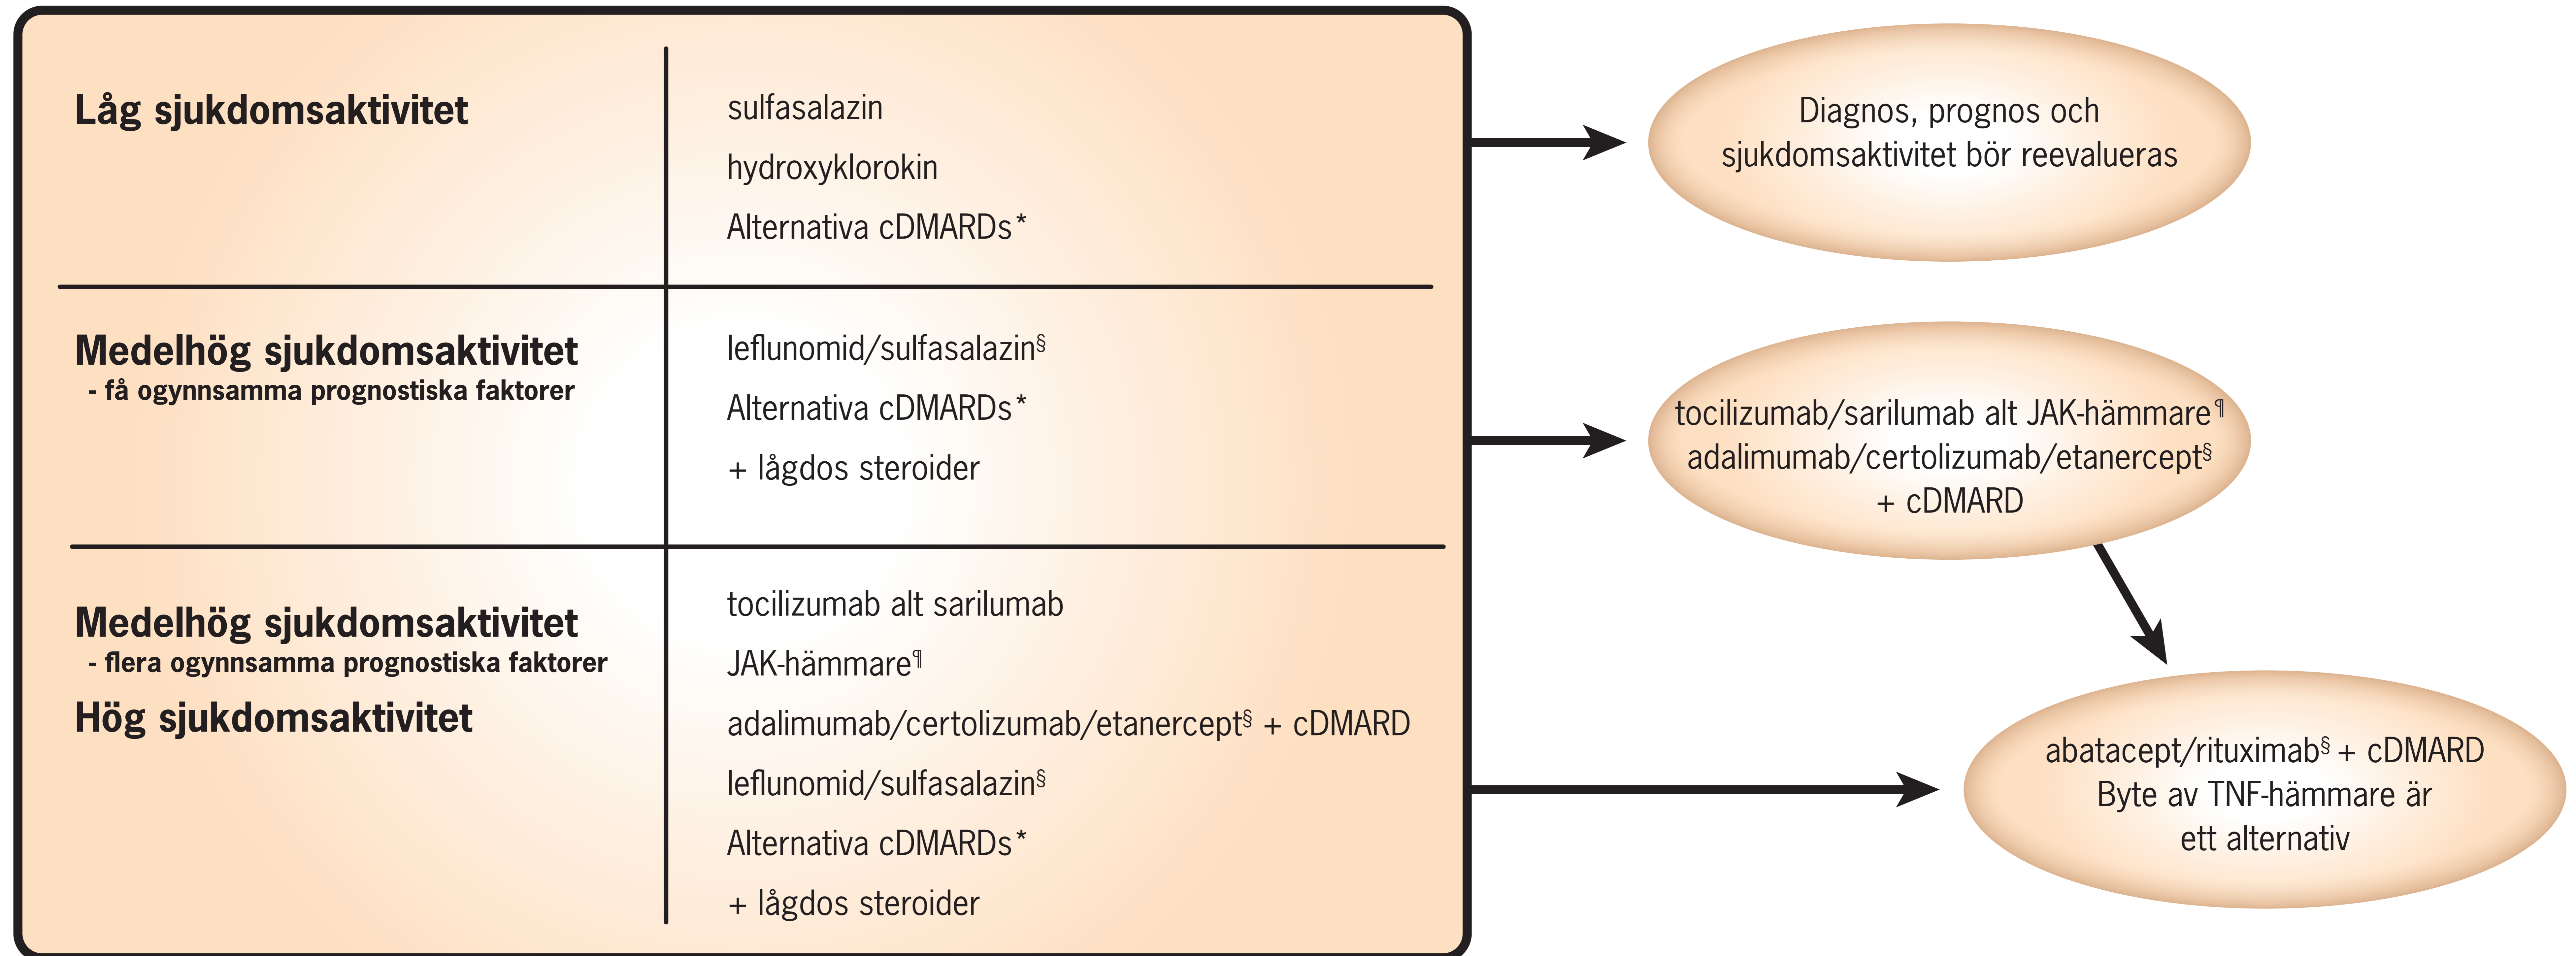 Låg sjukdomsaktivitet
sulfasalazin
hydroxyklorokin
Alternativa cDMARDs*
Diagnos, prognos och
sjukdomsaktivitet bör reevalueras
Medelhög sjukdomsaktivitet
- få ogynnsamma prognostiska faktorer
leflunomid/sulfasalazin§
Alternativa cDMARDs*
+ lågdos steroider
tocilizumab/sarilumab alt JAK-hämmare¶
adalimumab/certolizumab/etanercept§
+ cDMARD
Medelhög sjukdomsaktivitet
- flera ogynnsamma prognostiska faktorer
Hög sjukdomsaktivitet
tocilizumab alt sarilumab
JAK-hämmare¶
adalimumab/certolizumab/etanercept§ + cDMARD
leflunomid/sulfasalazin§
Alternativa cDMARDs*
+ lågdos steroider
abatacept/rituximab§ + cDMARD
Byte av TNF-hämmare är
ett alternativ